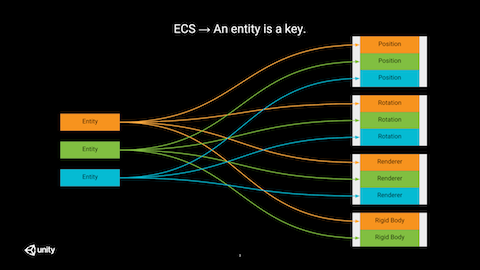 ECS → An entity is a key.
Entity
Entity
Entity
Position
Position
Position
Rotation
Rotation
Rotation
Renderer
Renderer
Renderer
Rigid Body
Rigid Body
unity